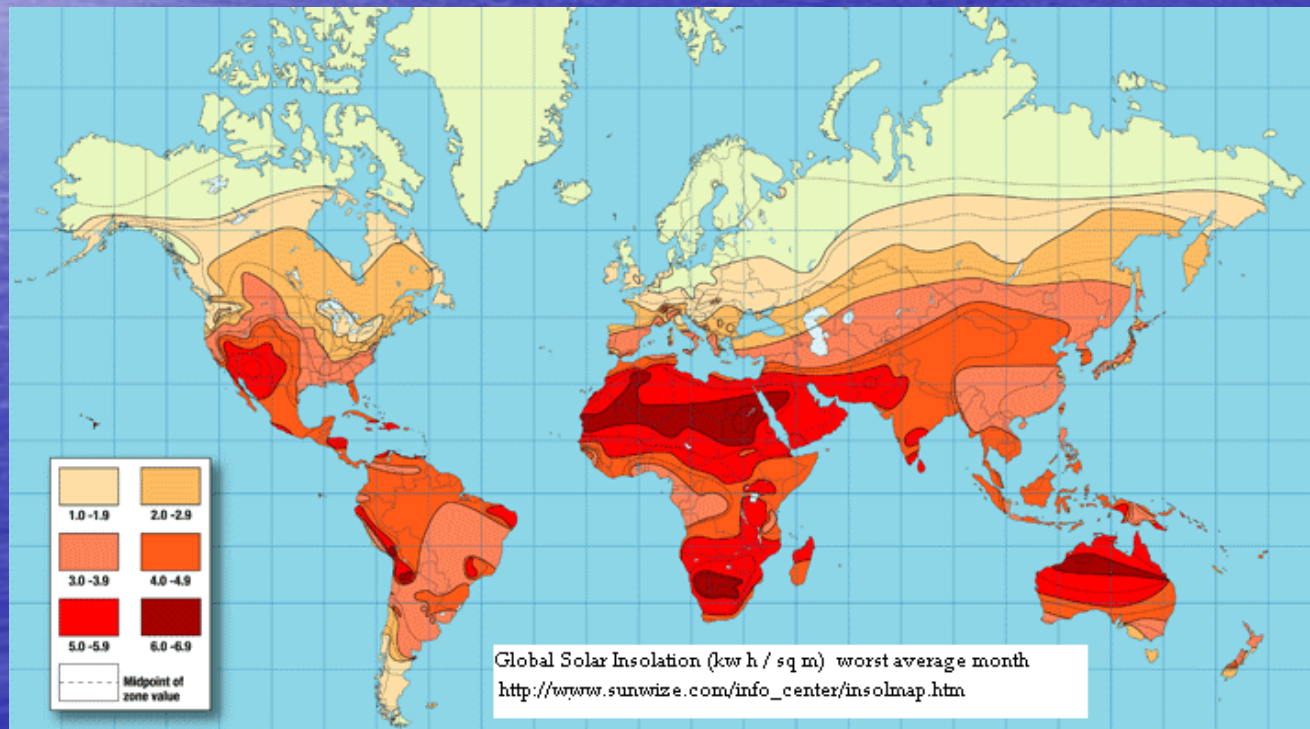 1.0 -1.9 2.0 -2.9
3.0 -3.9 4.0 -4.9
5.0 -5.9 6.0 -6.9
Midpoint of
zone value
Global Solar Insolation (kw h / sq m) worst average month
http://www.sunwize.com/info_center/insolmap.htm